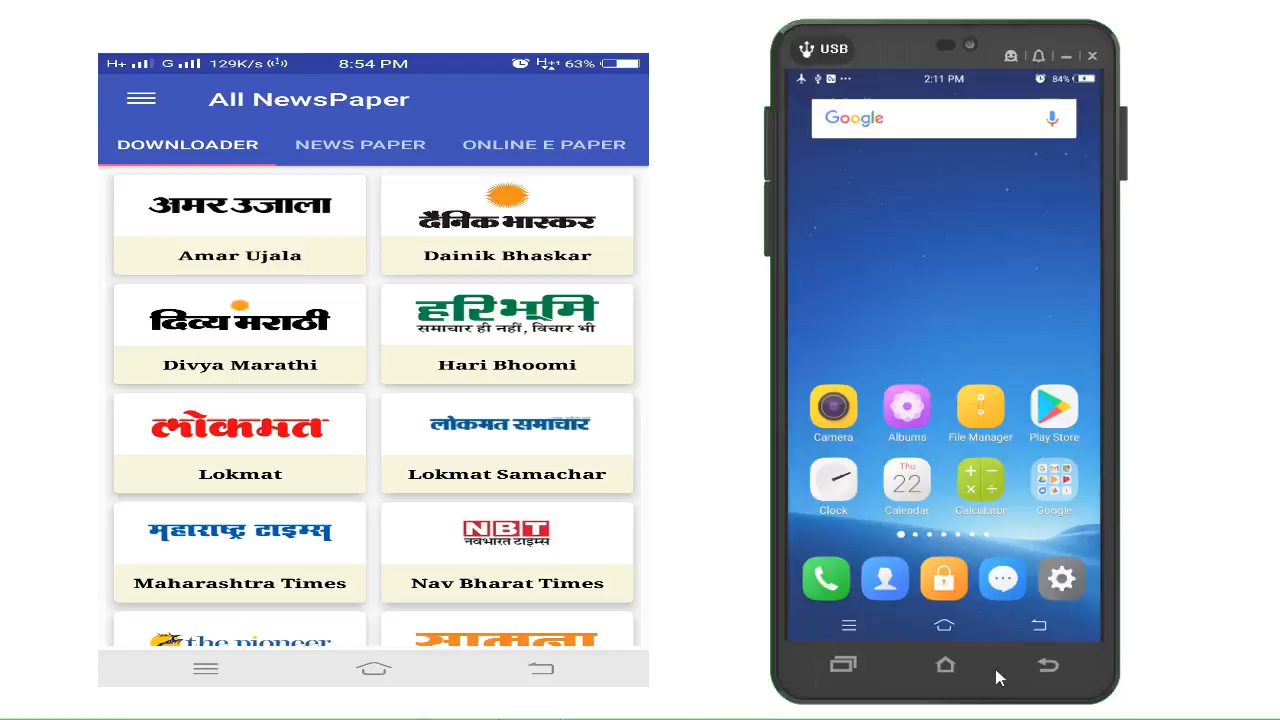 H+ G 129K/s 8:54 PM H+ 63%
All NewsPaper
DOWNLOADER NEWS PAPER ONLINE E PAPER
अमर उजाला
Amar Ujala
दैनिक भास्कर
Dainik Bhaskar
दिव्य मराठी
Divya Marathi
हरिभूमि
समाचार ही नहीं, विचार भी
Hari Bhoomi
लोकमत
Lokmat
लोकमत समाचार
Lokmat Samachar
महाराष्ट्र टाइम्स
Maharashtra Times
NBT
नवभारत टाइम्स
Nav Bharat Times
the pioneer
सामना
USB
2:11 PM 84%
Google
Camera Albums File Manager Play Store
Thu
22
Clock Calendar Calculator Google